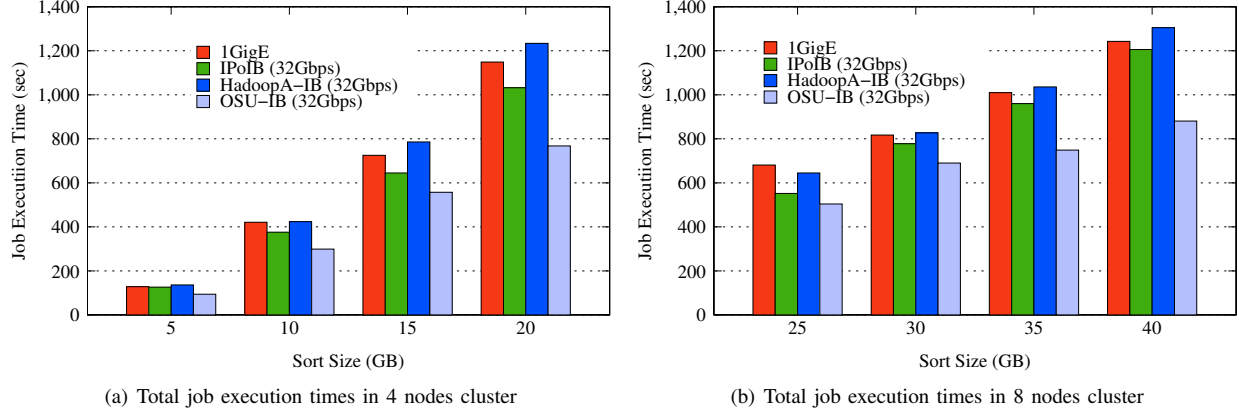 1,400
1,200
1,000
800
600
400
200
0
Job Execution Time (sec)
1GigE
IPoIB (32Gbps)
HadoopA−IB (32Gbps)
OSU−IB (32Gbps)
5 10 15 20
Sort Size (GB)
(a) Total job execution times in 4 nodes cluster
1,400
1,200
1,000
800
600
400
200
0
Job Execution Time (sec)
1GigE
IPoIB (32Gbps)
HadoopA−IB (32Gbps)
OSU−IB (32Gbps)
25 30 35 40
Sort Size (GB)
(b) Total job execution times in 8 nodes cluster